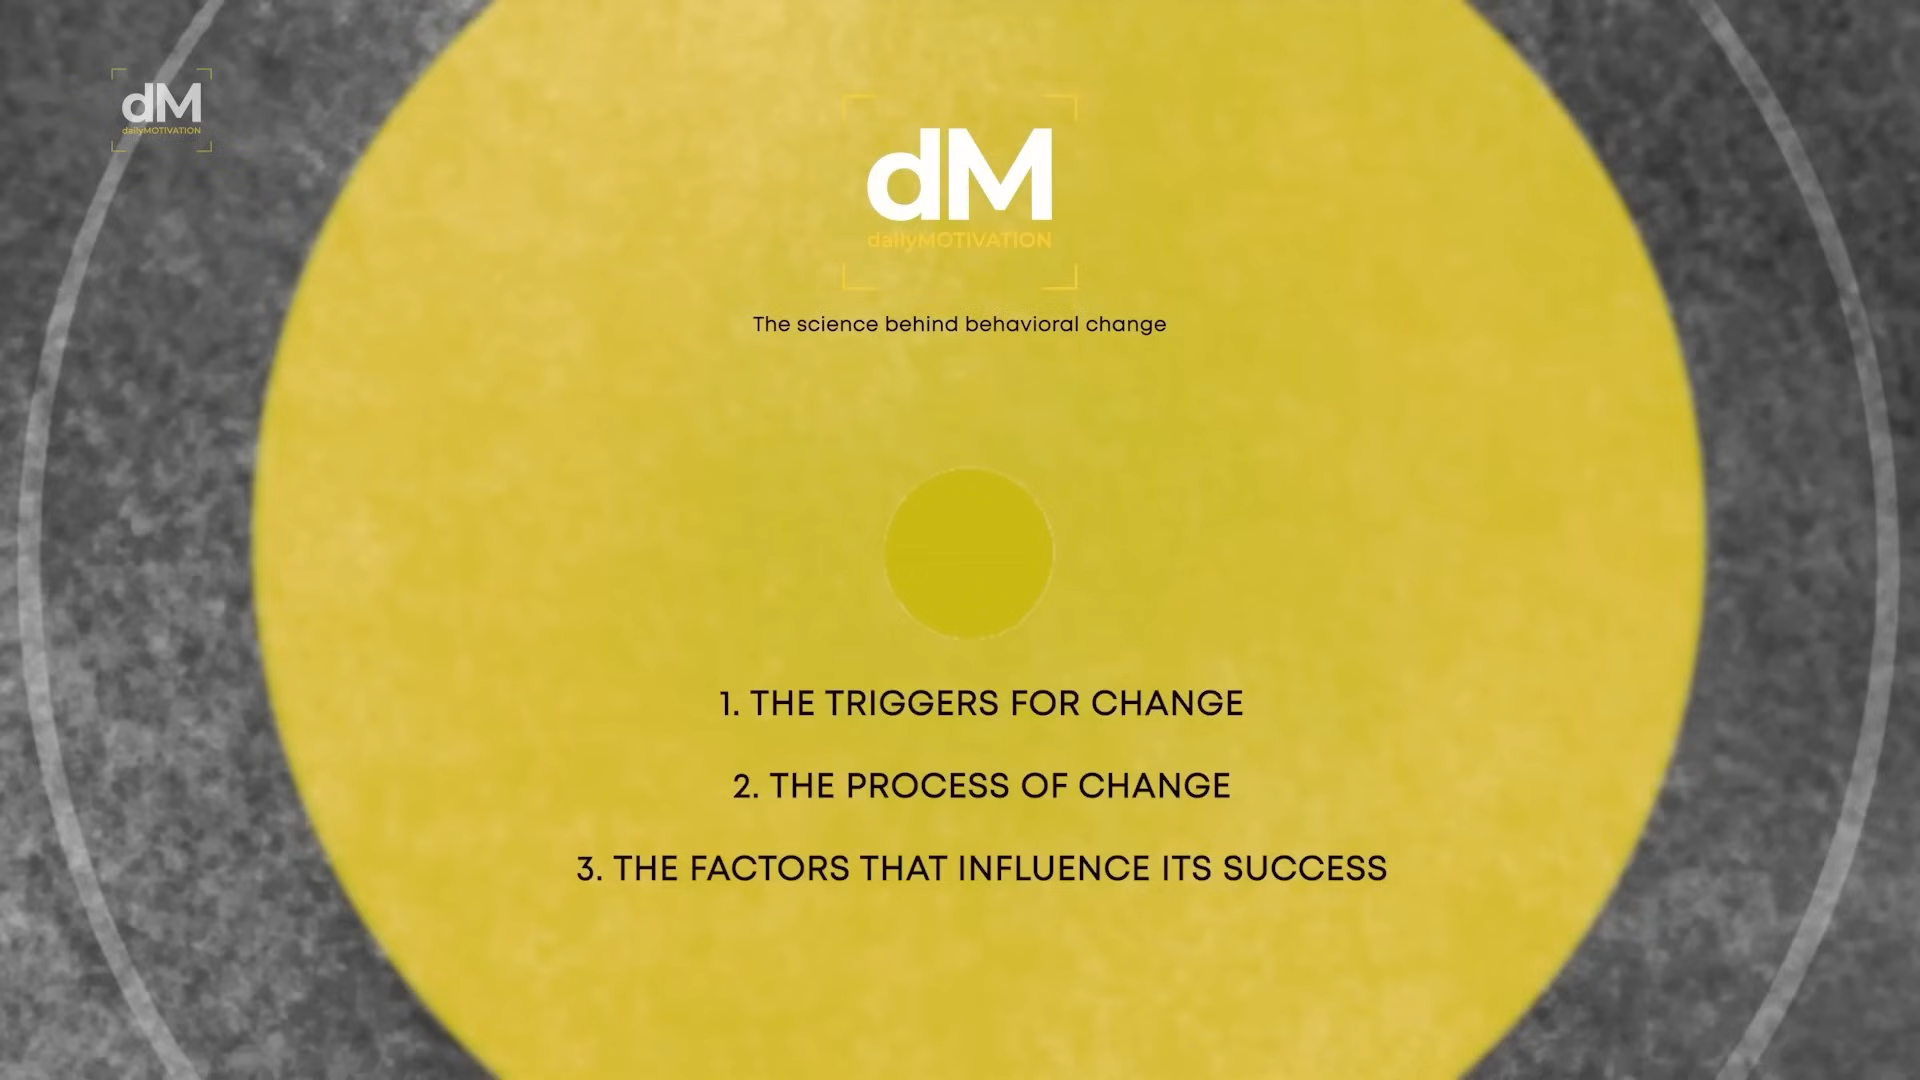 dM
dailyMOTIVATION
dM
dailyMOTIVATION
The science behind behavioral change
1. THE TRIGGERS FOR CHANGE
2. THE PROCESS OF CHANGE
3. THE FACTORS THAT INFLUENCE ITS SUCCESS